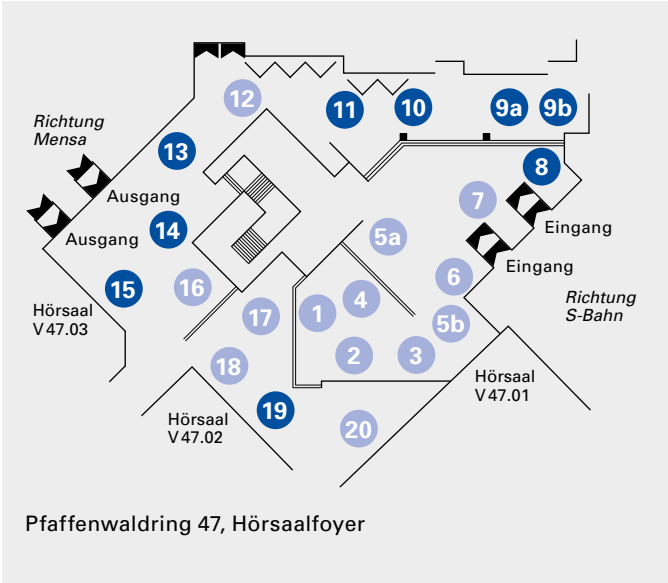 12
11
10
9a
9b
Richtung
Mensa
13
8
Ausgang
7
Eingang
14
Ausgang
5a
Eingang
6
15
16
Richtung
S-Bahn
Hörsaal
V 47.03
17
1
4
5b
18
2
3
Hörsaal
V 47.01
19
Hörsaal
V 47.02
20
Pfaffenwaldring 47, Hörsaalfoyer